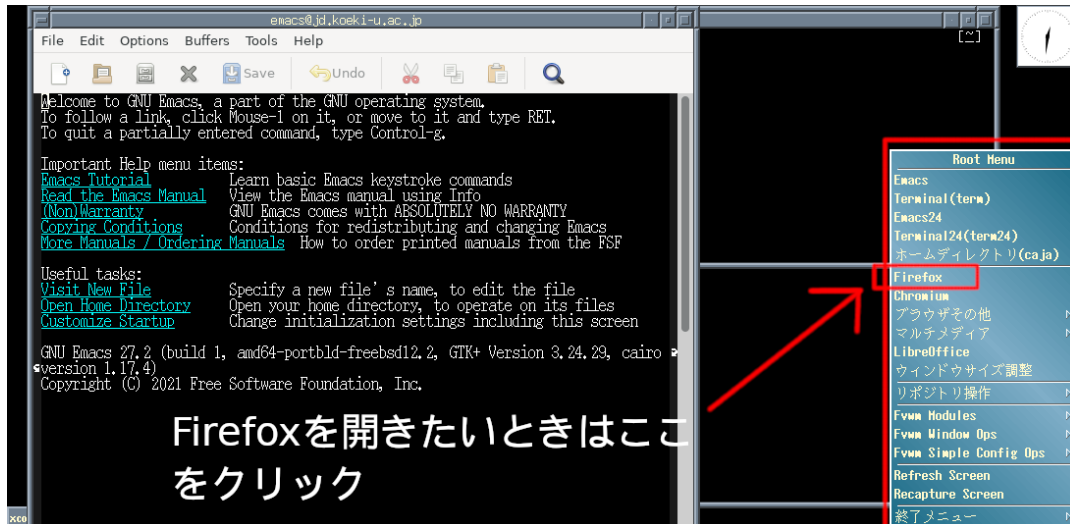 emacs@jd.koeki-u.ac.jp
File Edit Options Buffers Tools Help
Save Undo
Welcome to GNU Emacs, a part of the GNU operating system.
To follow a link, click Mouse-1 on it, or move to it and type RET.
To quit a partially entered command, type Control-g.
Important Help menu items:
Emacs Tutorial Learn basic Emacs keystroke commands
Read the Emacs Manual View the Emacs manual using Info
(Non)Warranty GNU Emacs comes with ABSOLUTELY NO WARRANTY
Copying Conditions Conditions for redistributing and changing Emacs
More Manuals / Ordering Manuals How to order printed manuals from the FSF
Useful tasks:
Visit New File Specify a new file's name, to edit the file
Open Home Directory Open your home directory, to operate on its files
Customize Startup Change initialization settings including this screen
GNU Emacs 27.2 (build 1, amd64-portbld-freebsd12.2, GTK+ Version 3.24.29, cairo
version 1.17.4)
Copyright (C) 2021 Free Software Foundation, Inc.
Firefoxを開きたいときはここ
をクリック
xco
[~]
Root Menu
Emacs
Terminal(term)
Emacs24
Terminal24(term24)
ホームディレクトリ(caja)
Firefox
Chromium
ブラウザその他
マルチメディア
LibreOffice
ウィンドウサイズ調整
リポジトリ操作
Fvwm Modules
Fvwm Window Ops
Fvwm Simple Config Ops
Refresh Screen
Recapture Screen
終了メニュー